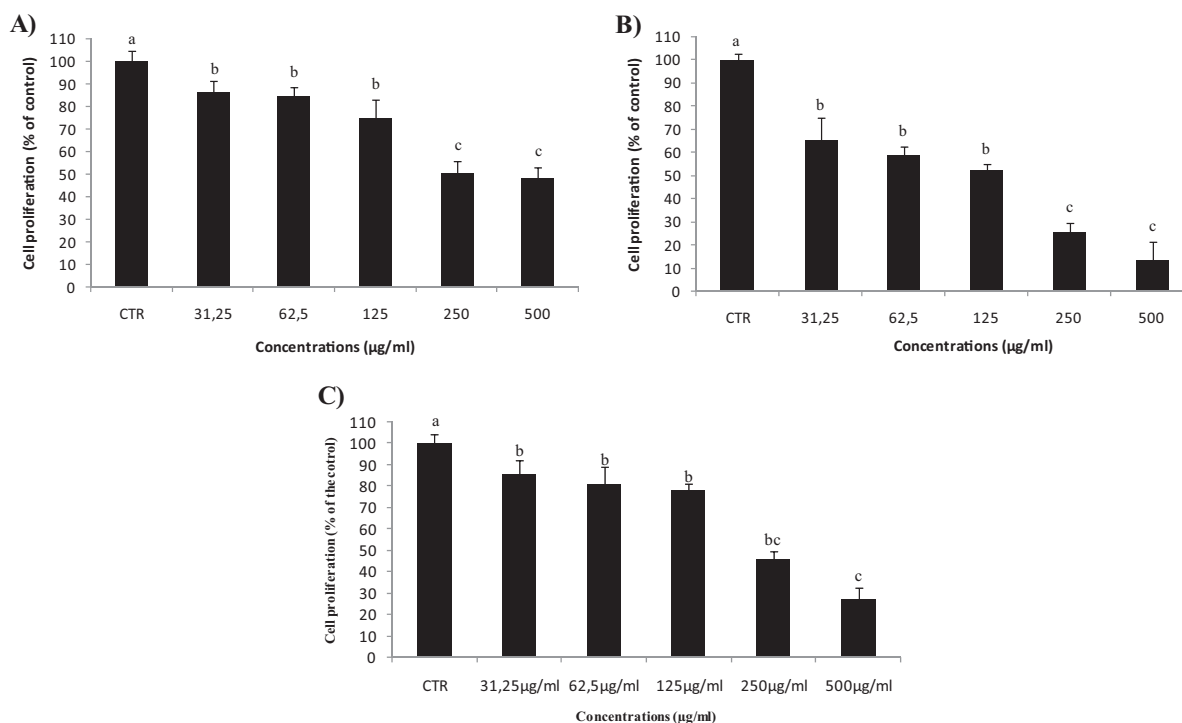 A)
Cell proliferation (% of control)
110
100
90
80
70
60
50
40
30
20
10
0
a
b
b
b
c
c
CTR
31,25
62,5
125
250
500
Concentrations (µg/ml)
B)
Cell proliferation (% of control)
110
100
90
80
70
60
50
40
30
20
10
0
a
b
b
b
c
c
CTR
31,25
62,5
125
250
500
Concentrations (µg/ml)
C)
Cell proliferation (% of the cotrol)
110
100
90
80
70
60
50
40
30
20
10
0
a
b
b
b
bc
c
CTR
31,25µg/ml
62,5µg/ml
125µg/ml
250µg/ml
500µg/ml
Concentrations (µg/ml)